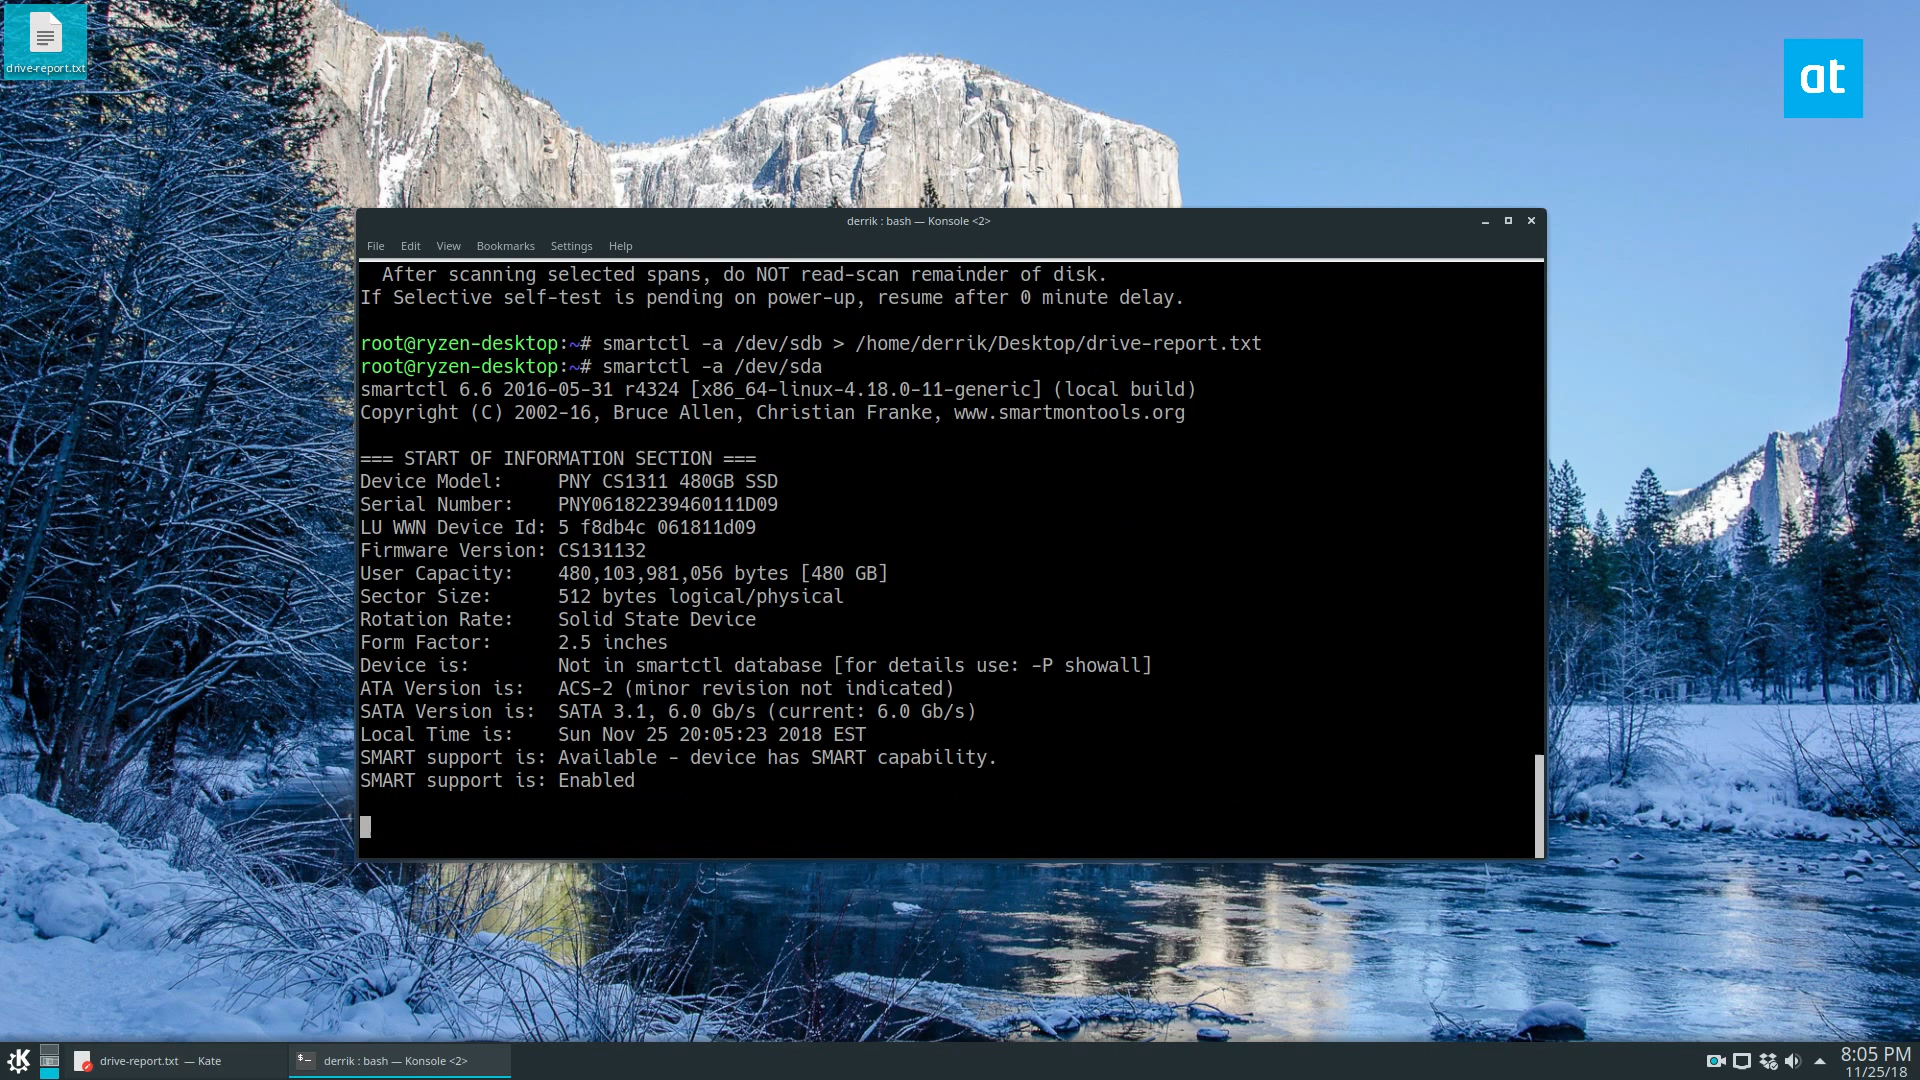 drive-report.txt
at
derrik : bash — Konsole <2>
File Edit View Bookmarks Settings Help
After scanning selected spans, do NOT read-scan remainder of disk.
If Selective self-test is pending on power-up, resume after 0 minute delay.
root@ryzen-desktop:~# smartctl -a /dev/sdb > /home/derrik/Desktop/drive-report.txt
root@ryzen-desktop:~# smartctl -a /dev/sda
smartctl 6.6 2016-05-31 r4324 [x86_64-linux-4.18.0-11-generic] (local build)
Copyright (C) 2002-16, Bruce Allen, Christian Franke, www.smartmontools.org
=== START OF INFORMATION SECTION ===
Device Model: PNY CS1311 480GB SSD
Serial Number: PNY06182239460111D09
LU WWN Device Id: 5 f8db4c 061811d09
Firmware Version: CS131132
User Capacity: 480,103,981,056 bytes [480 GB]
Sector Size: 512 bytes logical/physical
Rotation Rate: Solid State Device
Form Factor: 2.5 inches
Device is: Not in smartctl database [for details use: -P showall]
ATA Version is: ACS-2 (minor revision not indicated)
SATA Version is: SATA 3.1, 6.0 Gb/s (current: 6.0 Gb/s)
Local Time is: Sun Nov 25 20:05:23 2018 EST
SMART support is: Available - device has SMART capability.
SMART support is: Enabled
drive-report.txt — Kate
derrik : bash — Konsole <2>
8:05 PM
11/25/18